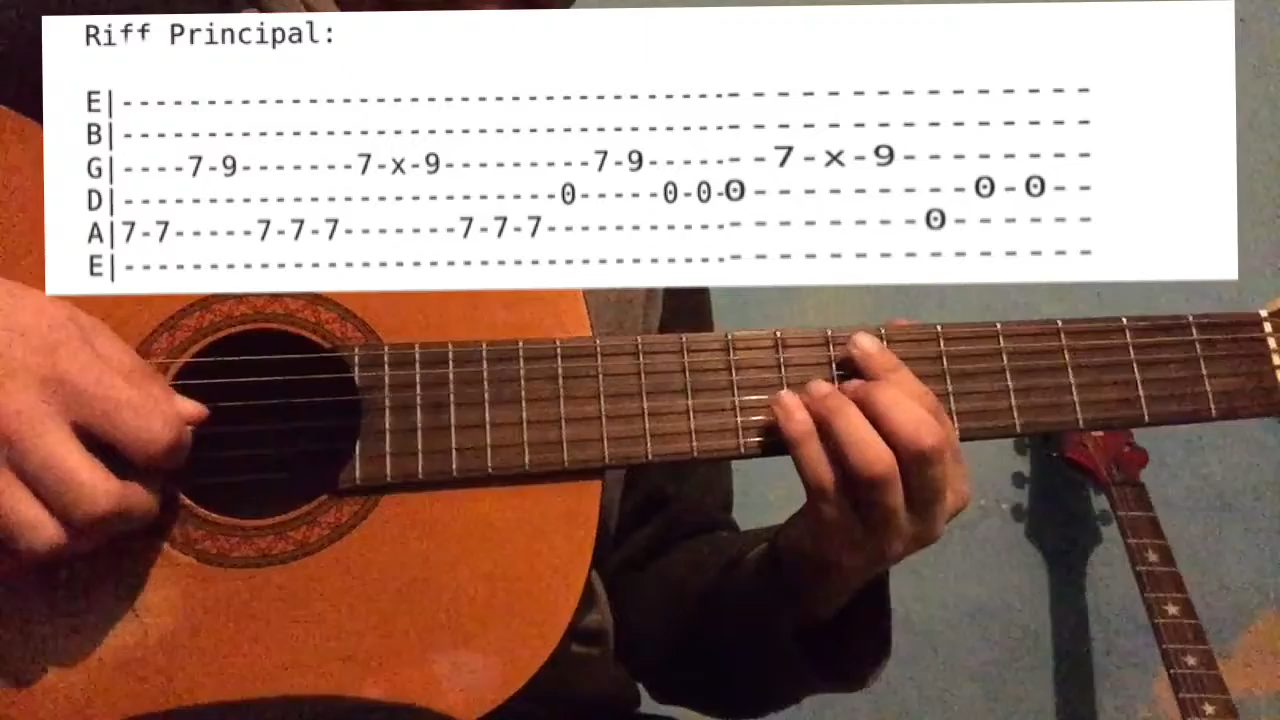 Riff Principal:
E|----------------------------------------------------------
B|----------------------------------------------------------
G|----7-9-------7-x-9---------7-9-------7-x-9------------
D|--------------------------0-----0-0-0-------------0-0--
A|7-7-----7-7-7-------7-7-7-----------------------0---------
E|----------------------------------------------------------